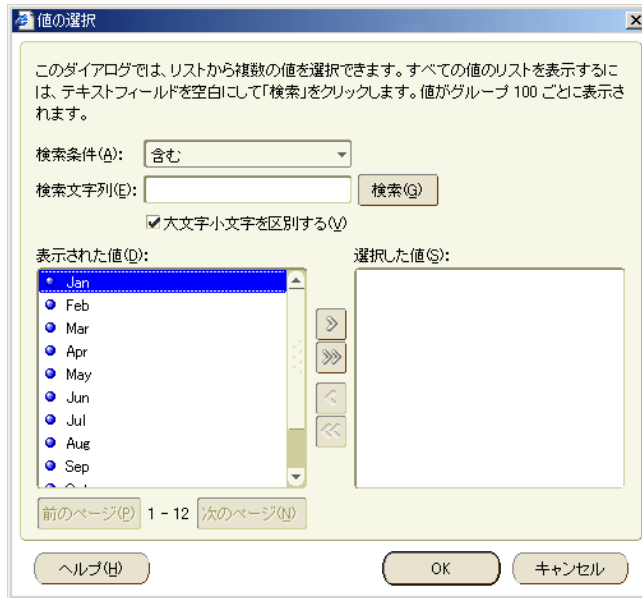 値の選択
このダイアログでは、リストから複数の値を選択できます。すべての値のリストを表示するに
は、テキストフィールドを空白にして「検索」をクリックします。値がグループ 100 ごとに表示さ
れます。
検索条件(A): 含む
検索文字列(E): 検索(G)
大文字小文字を区別する(V)
表示された値(D): 選択した値(S):
Jan
Feb
Mar
Apr
May
Jun
Jul
Aug
Sep
前のページ(P) 1 - 12 次のページ(N)
ヘルプ(H) OK キャンセル